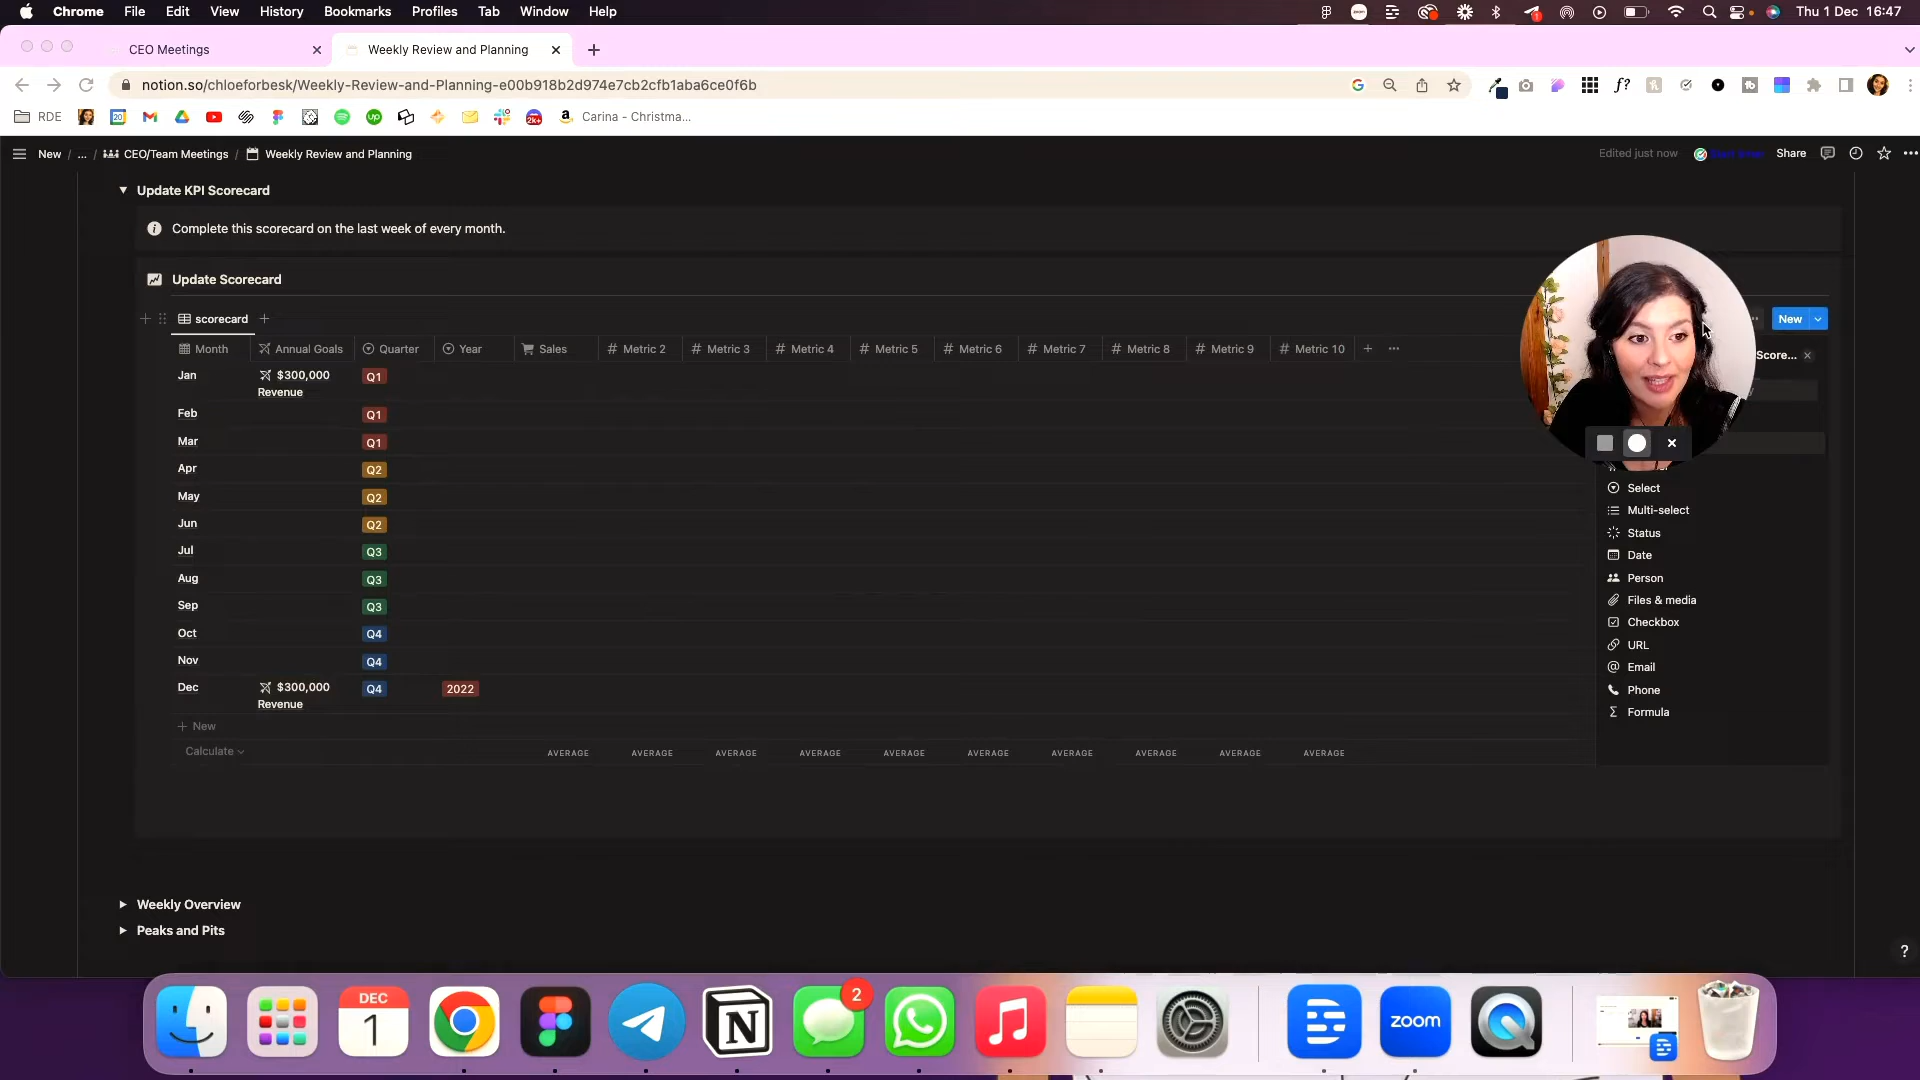 Chrome File Edit View History Bookmarks Profiles Tab Window Help Thu 1 Dec 16:47
CEO Meetings Weekly Review and Planning
notion.so/chloeforbesk/Weekly-Review-and-Planning-e00b918b2d974e7cb2cfb1aba6ce0f6b
RDE Carina - Christma...
New / ... / CEO/Team Meetings / Weekly Review and Planning Edited just now Share
Update KPI Scorecard
Complete this scorecard on the last week of every month.
Update Scorecard
scorecard New
Month Annual Goals Quarter Year Sales Metric 2 Metric 3 Metric 4 Metric 5 Metric 6 Metric 7 Metric 8 Metric 9 Metric 10
Score...
Jan $300,000 Revenue Q1
Feb Q1
Mar Q1
Apr Q2
May Q2
Jun Q2
Jul Q3
Aug Q3
Sep Q3
Oct Q4
Nov Q4
Dec $300,000 Revenue Q4 2022
New
Calculate AVERAGE AVERAGE AVERAGE AVERAGE AVERAGE AVERAGE AVERAGE AVERAGE AVERAGE AVERAGE
Select
Multi-select
Status
Date
Person
Files & media
Checkbox
URL
Email
Phone
Formula
Weekly Overview
Peaks and Pits
?
DEC
1
2
zoom